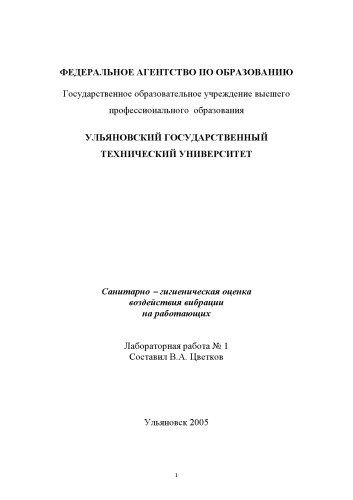 ФЕДЕРАЛЬНОЕ АГЕНТСТВО ПО ОБРАЗОВАНИЮ
Государственное образовательное учреждение высшего
профессионального образования
УЛЬЯНОВСКИЙ ГОСУДАРСТВЕННЫЙ
ТЕХНИЧЕСКИЙ УНИВЕРСИТЕТ
Санитарно – гигиеническая оценка
воздействия вибрации
на работающих
Лабораторная работа № 1
Составил В.А. Цветков
Ульяновск 2005
1